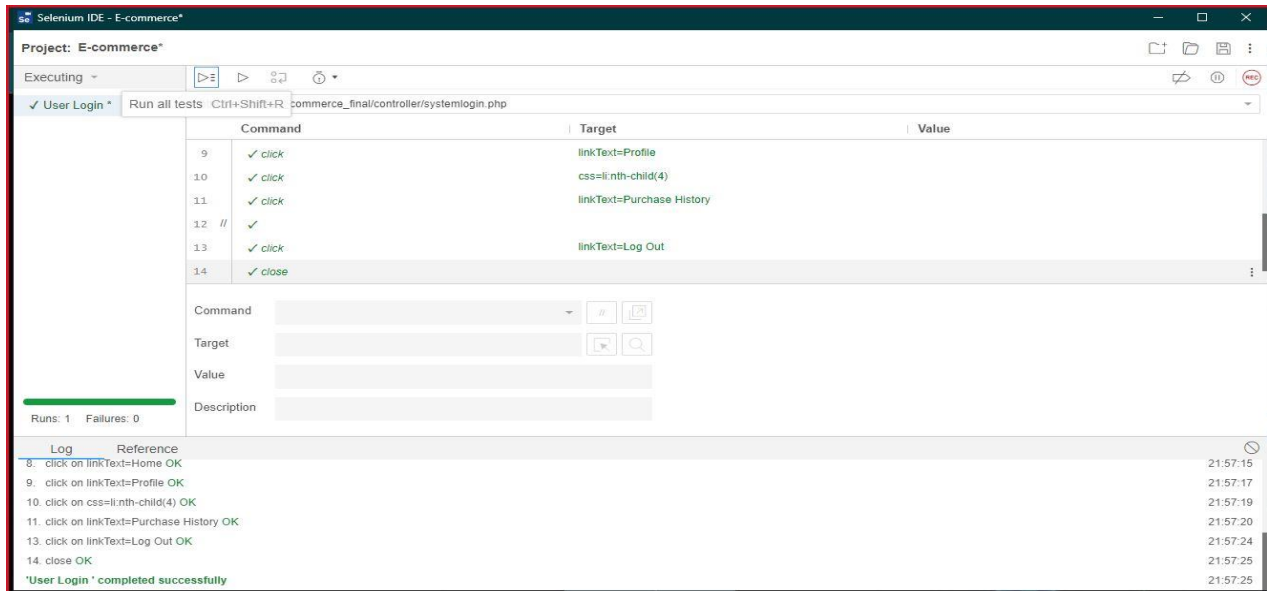 Se Selenium IDE - E-commerce*
Project: E-commerce*
Executing
REC
✓ User Login *
Run all tests Ctrl+Shift+R
commerce_final/controller/systemlogin.php
Command Target Value
9 ✓ click linkText=Profile
10 ✓ click css=li:nth-child(4)
11 ✓ click linkText=Purchase History
12 // ✓
13 ✓ click linkText=Log Out
14 ✓ close
Command //
Target
Value
Description
Runs: 1 Failures: 0
Log Reference
8. click on linkText=Home OK 21:57:15
9. click on linkText=Profile OK 21:57:17
10. click on css=li:nth-child(4) OK 21:57:19
11. click on linkText=Purchase History OK 21:57:20
13. click on linkText=Log Out OK 21:57:24
14. close OK 21:57:25
'User Login ' completed successfully 21:57:25